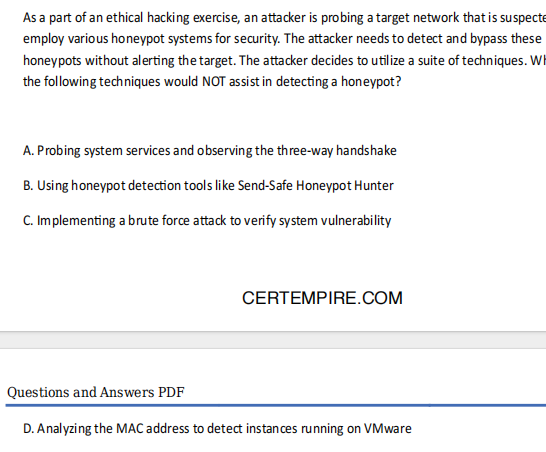 As a part of an ethical hacking exercise, an attacker is probing a target network that is
employ various honeypot systems for security. The attacker needs to detect and bypass these
honeypots without alerting the target. The attacker decides to utilize a suite of techniques.
the following techniques would NOT assist in detecting a honeypot?
A. Probing system services and observing the three-way handshake
B. Using honeypot detection tools like Send-Safe Honeypot Hunter
C. Implementing a brute force attack to verify system vulnerability
CERTEMPIRE.COM
Questions and Answers PDF
D. Analyzing the MAC address to detect instances running on VMware